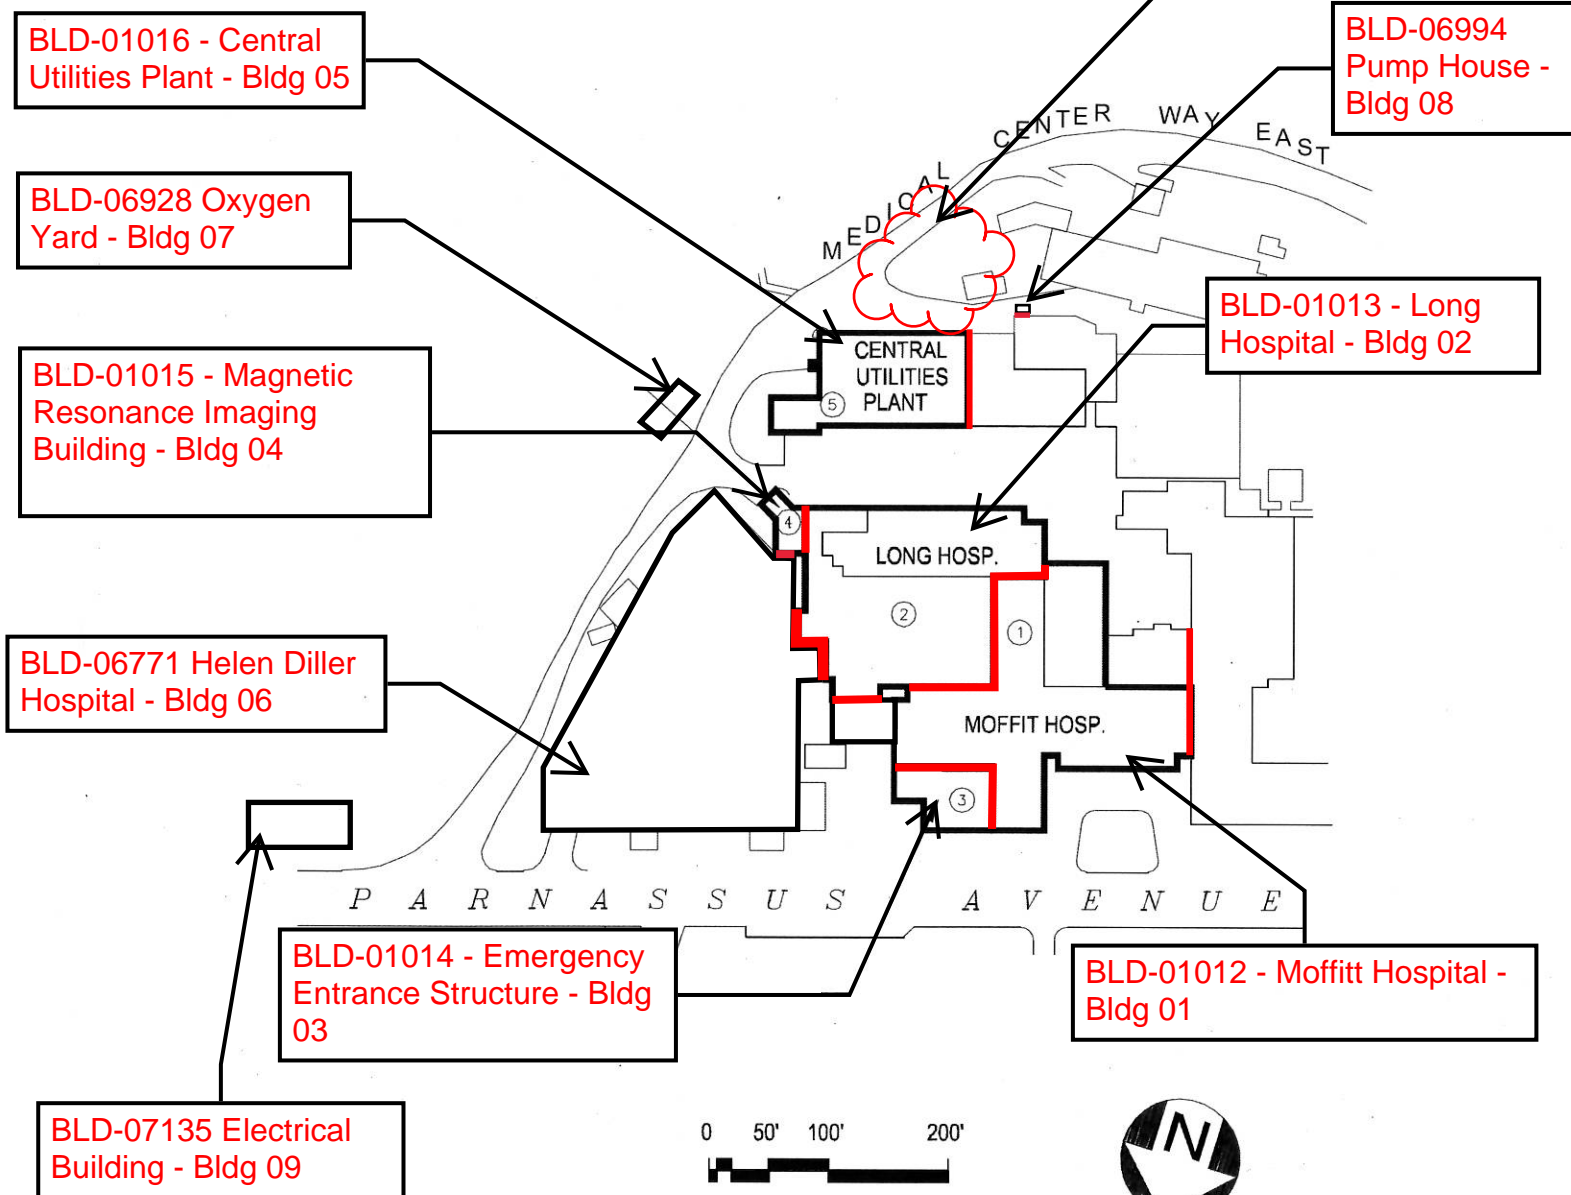 BLD-01016 - Central
Utilities Plant - Bldg 05
BLD-06994
Pump House -
Bldg 08
MEDICAL CENTER WAY EAST
BLD-06928 Oxygen
Yard - Bldg 07
BLD-01013 - Long
Hospital - Bldg 02
BLD-01015 - Magnetic
Resonance Imaging
Building - Bldg 04
CENTRAL
UTILITIES
PLANT
5
4
LONG HOSP.
2
1
BLD-06771 Helen Diller
Hospital - Bldg 06
MOFFIT HOSP.
3
PARNASSUS AVENUE
BLD-01014 - Emergency
Entrance Structure - Bldg
03
BLD-01012 - Moffitt Hospital -
Bldg 01
BLD-07135 Electrical
Building - Bldg 09
0 50' 100' 200'
N